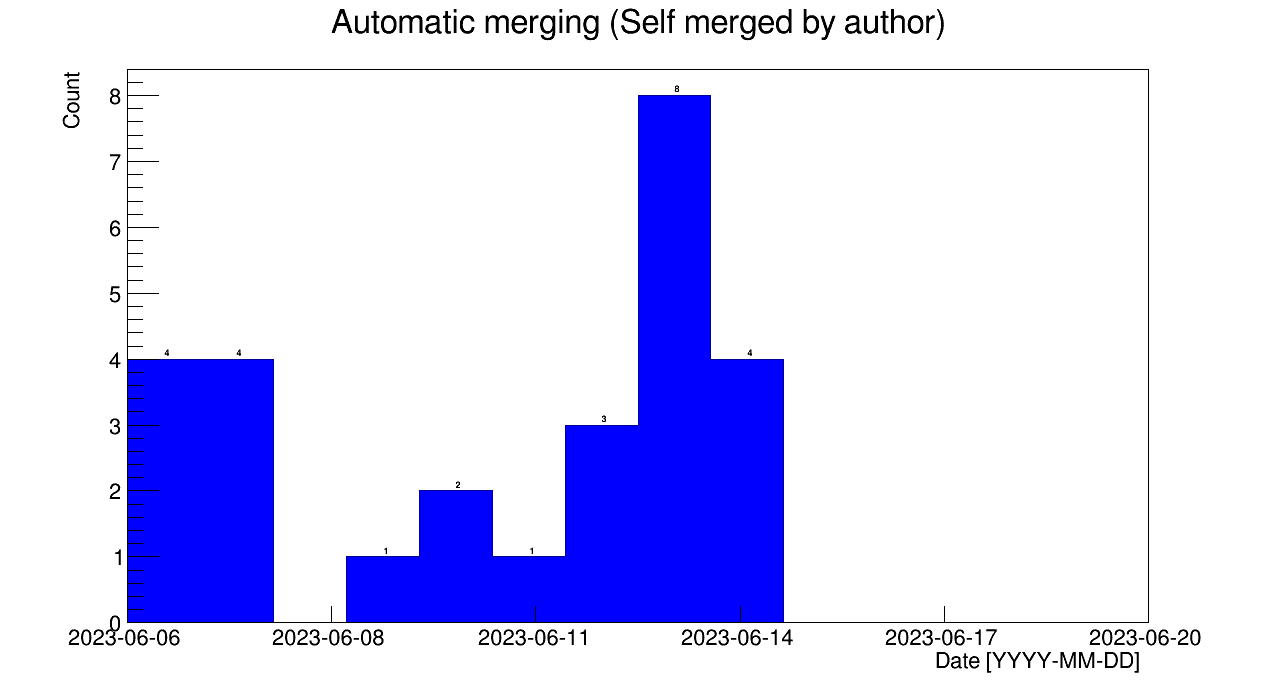 Automatic merging (Self merged by author)
Count
8
7
6
5
4
3
2
1
0
4 4 1 2 1 3 8 4
2023-06-06 2023-06-08 2023-06-11 2023-06-14 2023-06-17 2023-06-20
Date [YYYY-MM-DD]